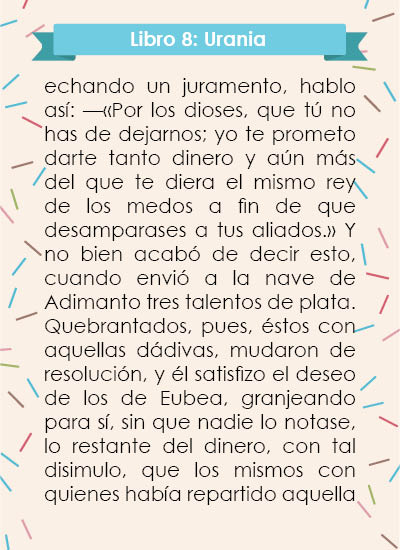 Libro 8: Urania
echando un juramento, hablo
así: —«Por los dioses, que tú no
has de dejarnos; yo te prometo
darte tanto dinero y aún más
del que te diera el mismo rey
de los medos a fin de que
desamparases a tus aliados.» Y
no bien acabó de decir esto,
cuando envió a la nave de
Adimanto tres talentos de plata.
Quebrantados, pues, éstos con
aquellas dádivas, mudaron de
resolución, y él satisfizo el deseo
de los de Eubea, granjeando
para sí, sin que nadie lo notase,
lo restante del dinero, con tal
disimulo, que los mismos con
quienes había repartido aquella